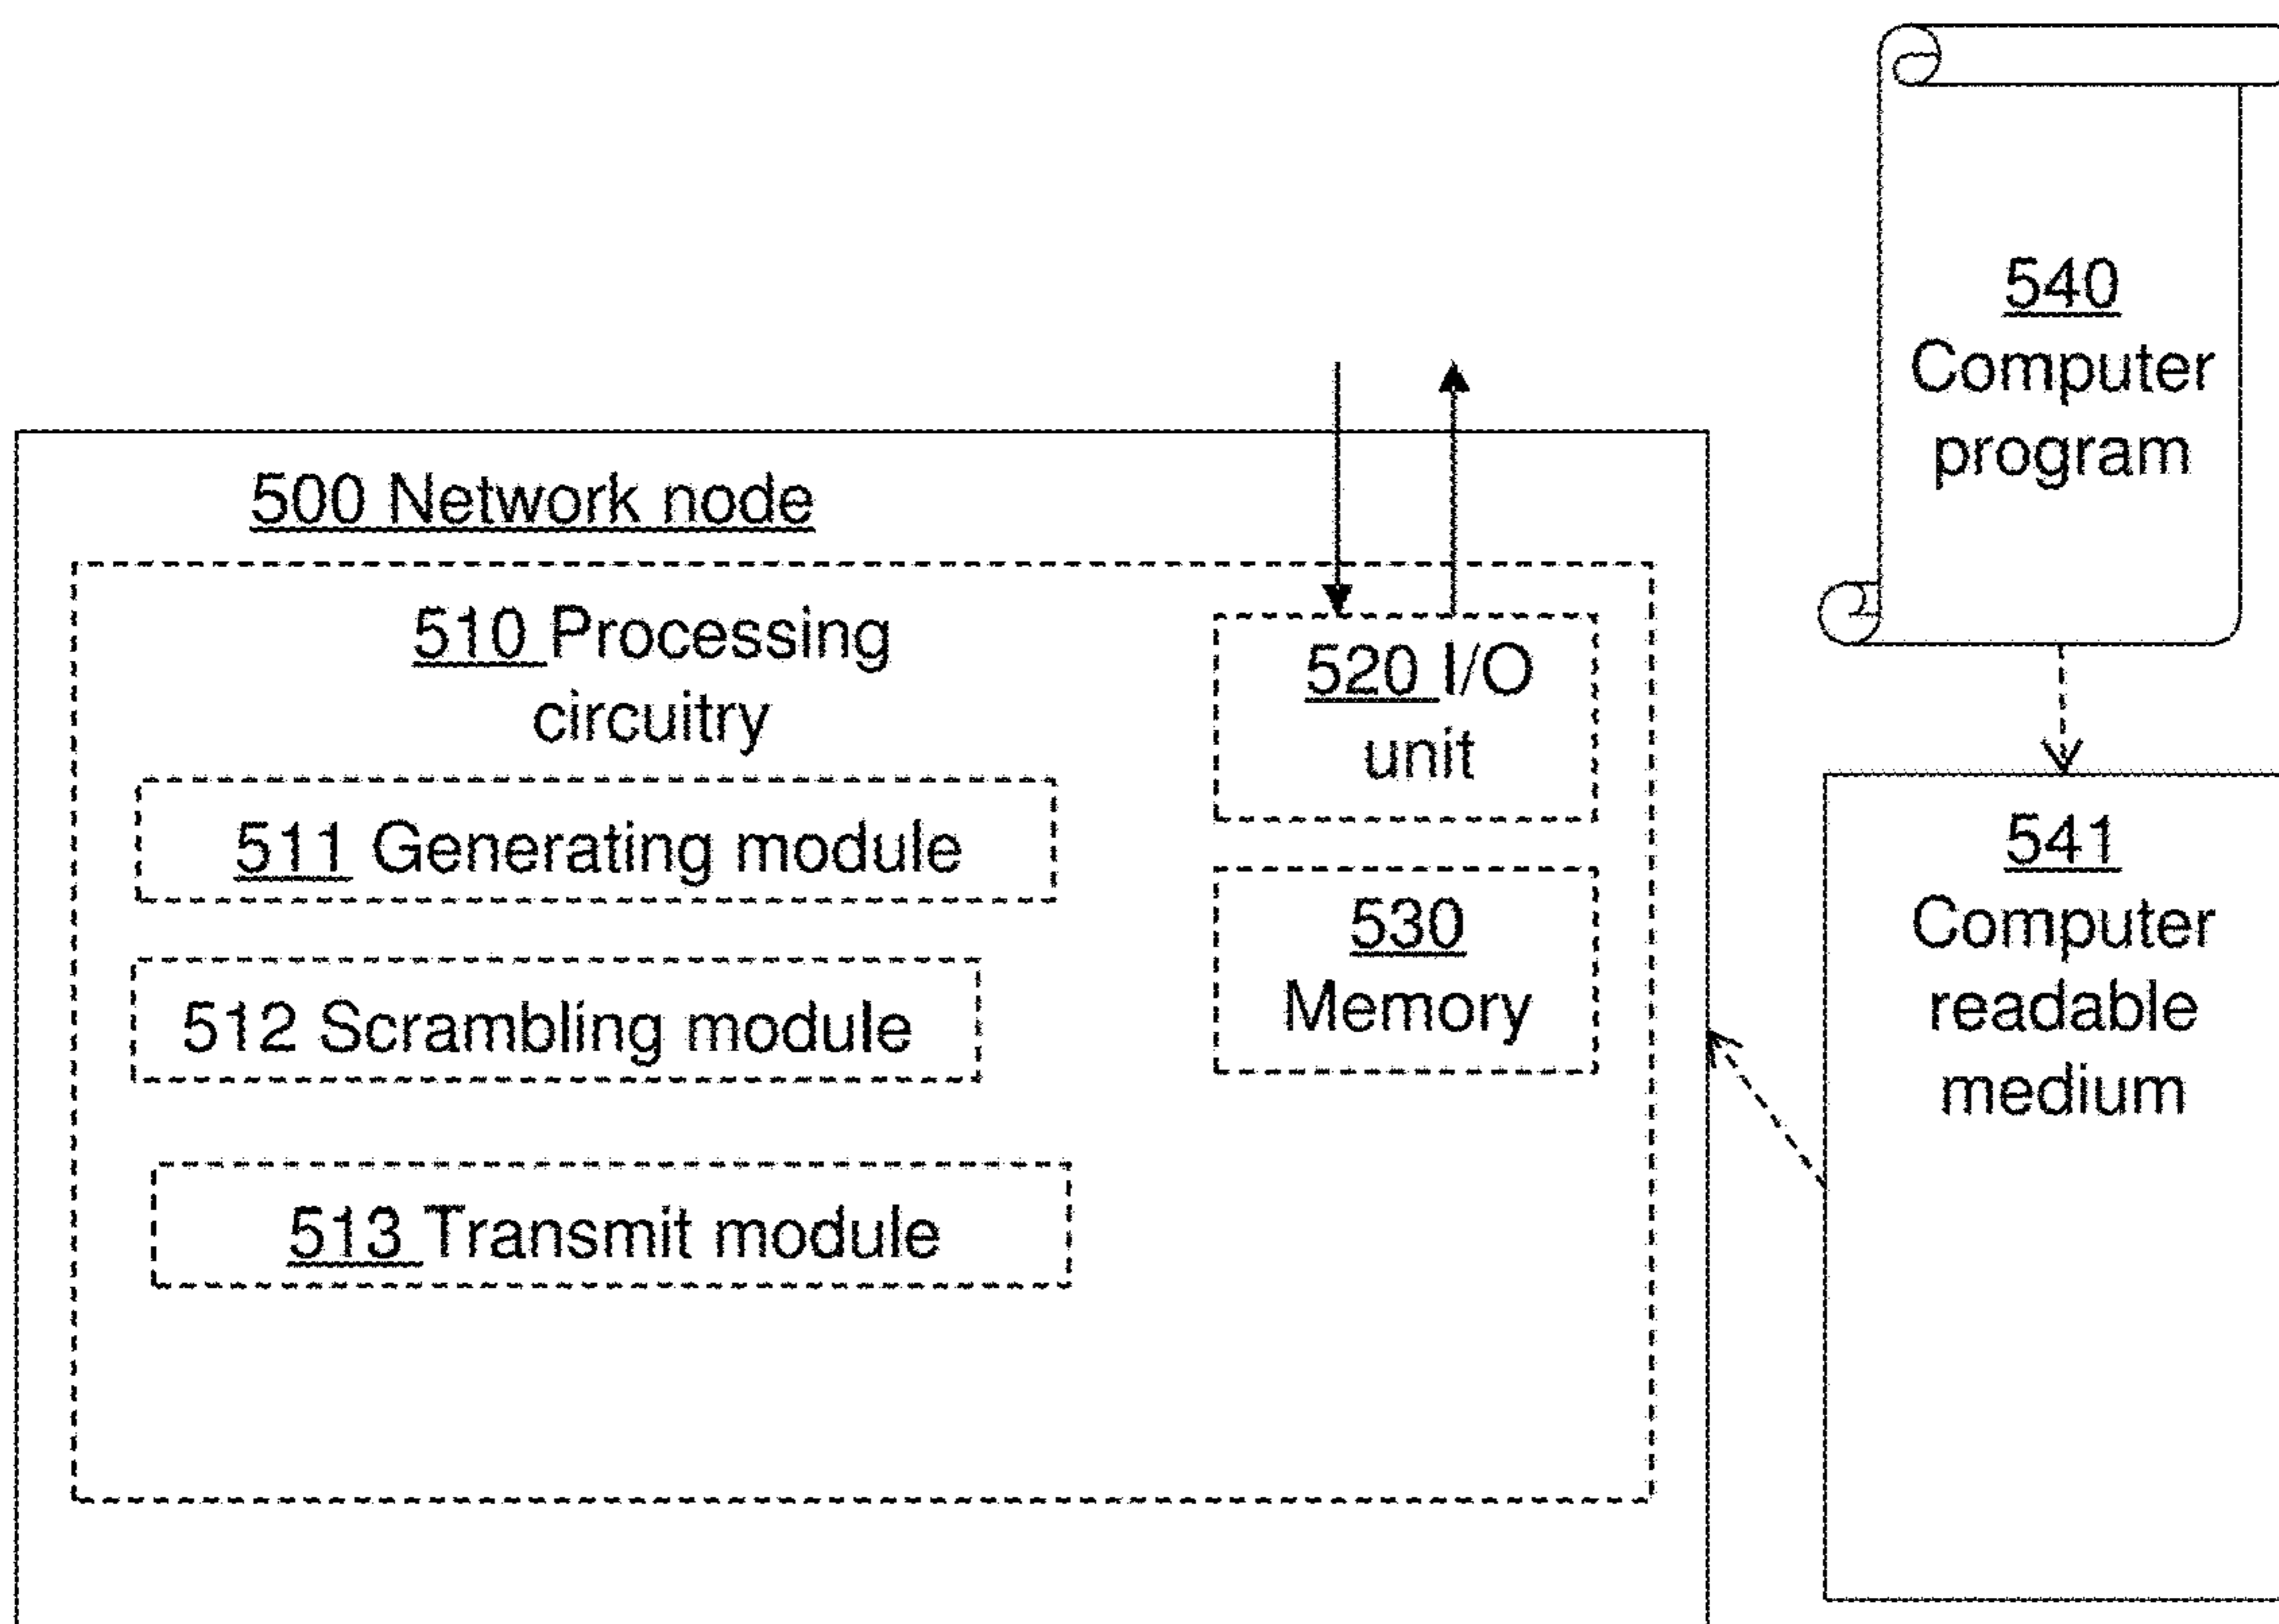 500 Network node
510 Processing
circuitry
511 Generating module
512 Scrambling module
513 Transmit module
520 I/O
unit
530
Memory
540
Computer
program
541
Computer
readable
medium